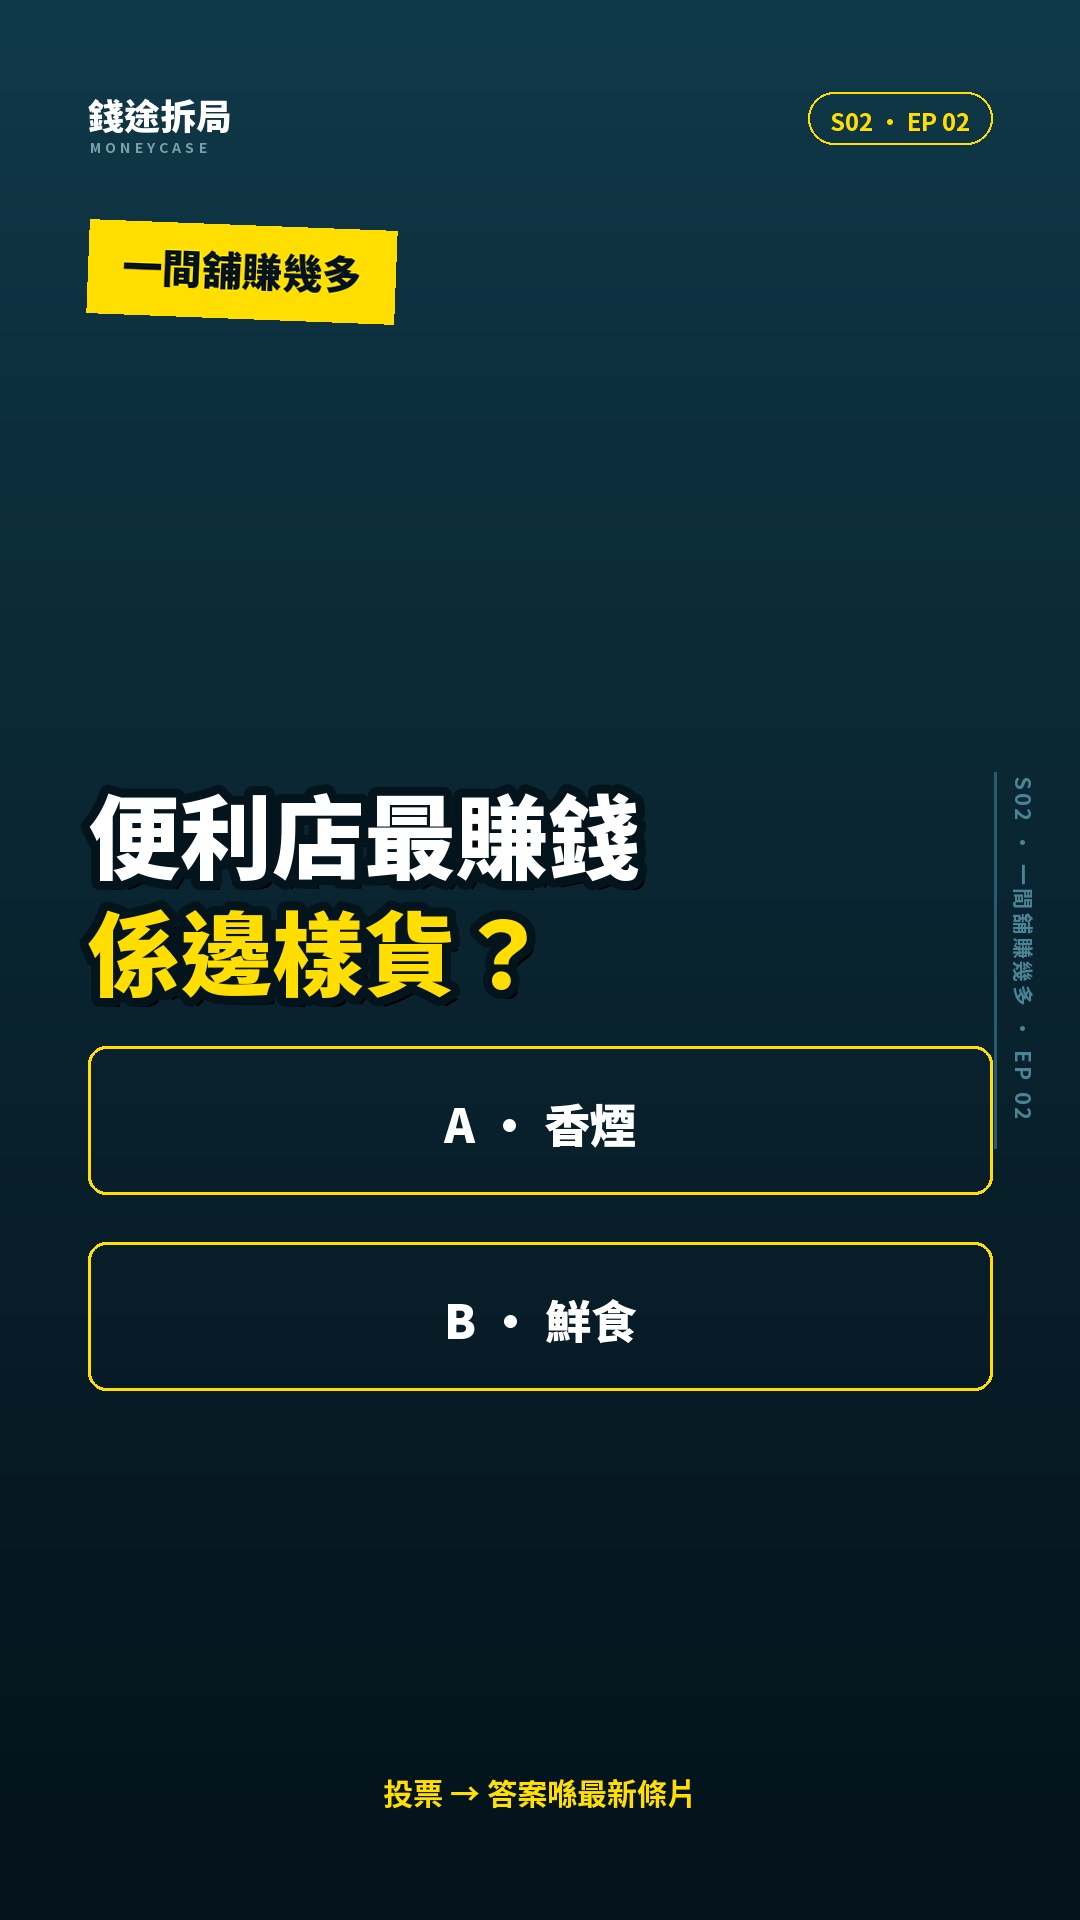 錢途拆局
MONEYCASE
S02 • EP 02
一間舖賺幾多
便利店最賺錢
係邊樣貨？
S02 • 一間舖賺幾多 • EP 02
A • 香煙
B • 鮮食
投票 → 答案喺最新條片